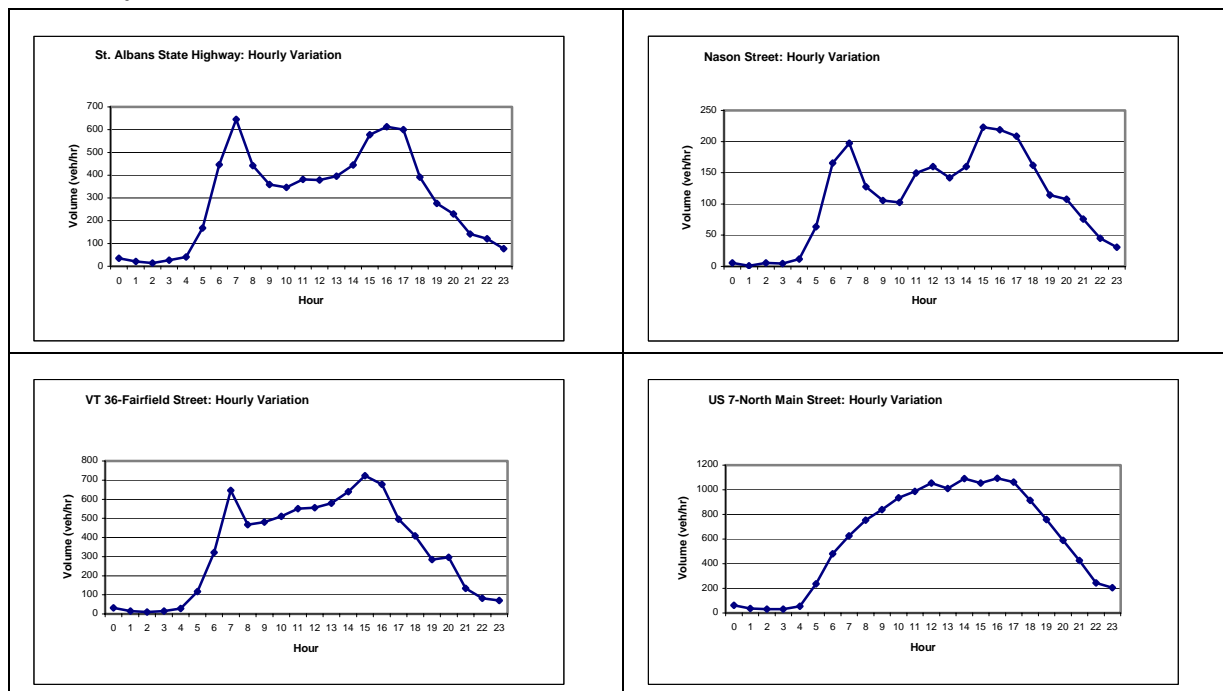 St. Albans State Highway: Hourly Variation
700
600
500
400
300
200
100
0
Volume (veh/hr)
0 1 2 3 4 5 6 7 8 9 10 11 12 13 14 15 16 17 18 19 20 21 22 23
Hour
Nason Street: Hourly Variation
250
200
150
100
50
0
Volume (veh/hr)
0 1 2 3 4 5 6 7 8 9 10 11 12 13 14 15 16 17 18 19 20 21 22 23
Hour
VT 36-Fairfield Street: Hourly Variation
800
700
600
500
400
300
200
100
0
Volume (veh/hr)
0 1 2 3 4 5 6 7 8 9 10 11 12 13 14 15 16 17 18 19 20 21 22 23
Hour
US 7-North Main Street: Hourly Variation
1200
1000
800
600
400
200
0
Volume (veh/hr)
0 1 2 3 4 5 6 7 8 9 10 11 12 13 14 15 16 17 18 19 20 21 22 23
Hour